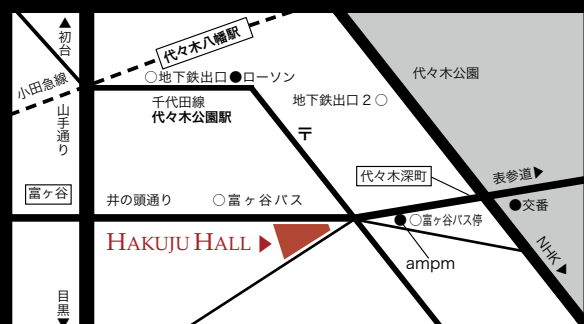 ▲初台
代々木八幡駅
小田急線
○地下鉄出口●ローソン
代々木公園
地下鉄出口2○
千代田線
代々木公園駅
山手通り
〒
代々木深町
表参道▶
富ヶ谷
井の頭通り
○富ヶ谷バス
●○富ヶ谷バス停
●交番
HAKUJU HALL ▶
NHK▶
ampm
目黒▼